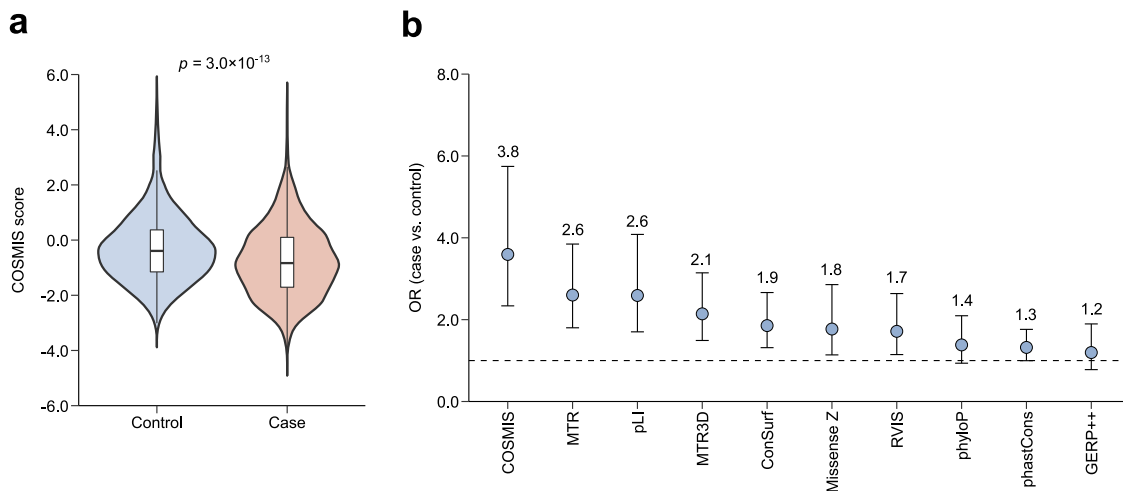 a
p = 3.0×10⁻¹³
COSMIS score
6.0
4.0
2.0
0.0
-2.0
-4.0
-6.0
Control
Case
b
OR (case vs. control)
8.0
6.0
4.0
2.0
0.0
3.8
2.6
2.6
2.1
1.9
1.8
1.7
1.4
1.3
1.2
COSMIS
MTR
pLI
MTR3D
ConSurf
Missense Z
RVIS
phyloP
phastCons
GERP++